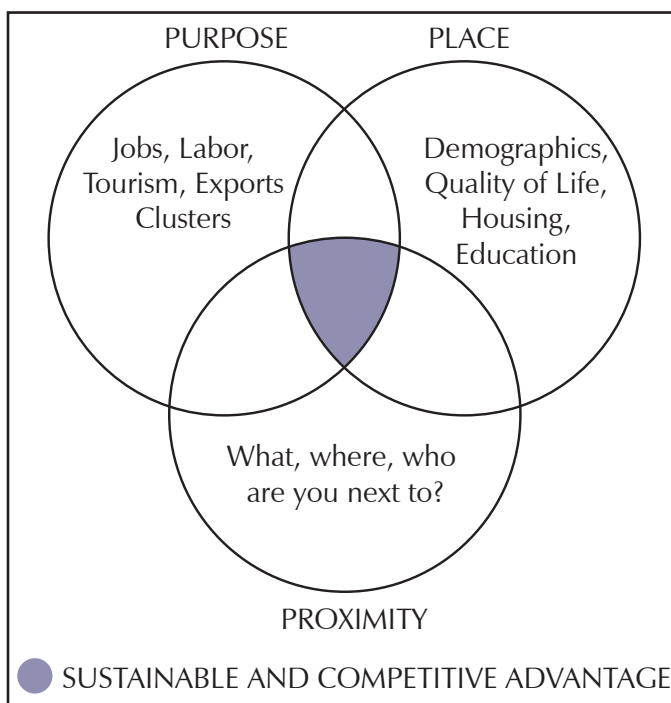 PURPOSE
PLACE
Jobs, Labor,
Tourism, Exports
Clusters
Demographics,
Quality of Life,
Housing,
Education
What, where, who
are you next to?
PROXIMITY
SUSTAINABLE AND COMPETITIVE ADVANTAGE